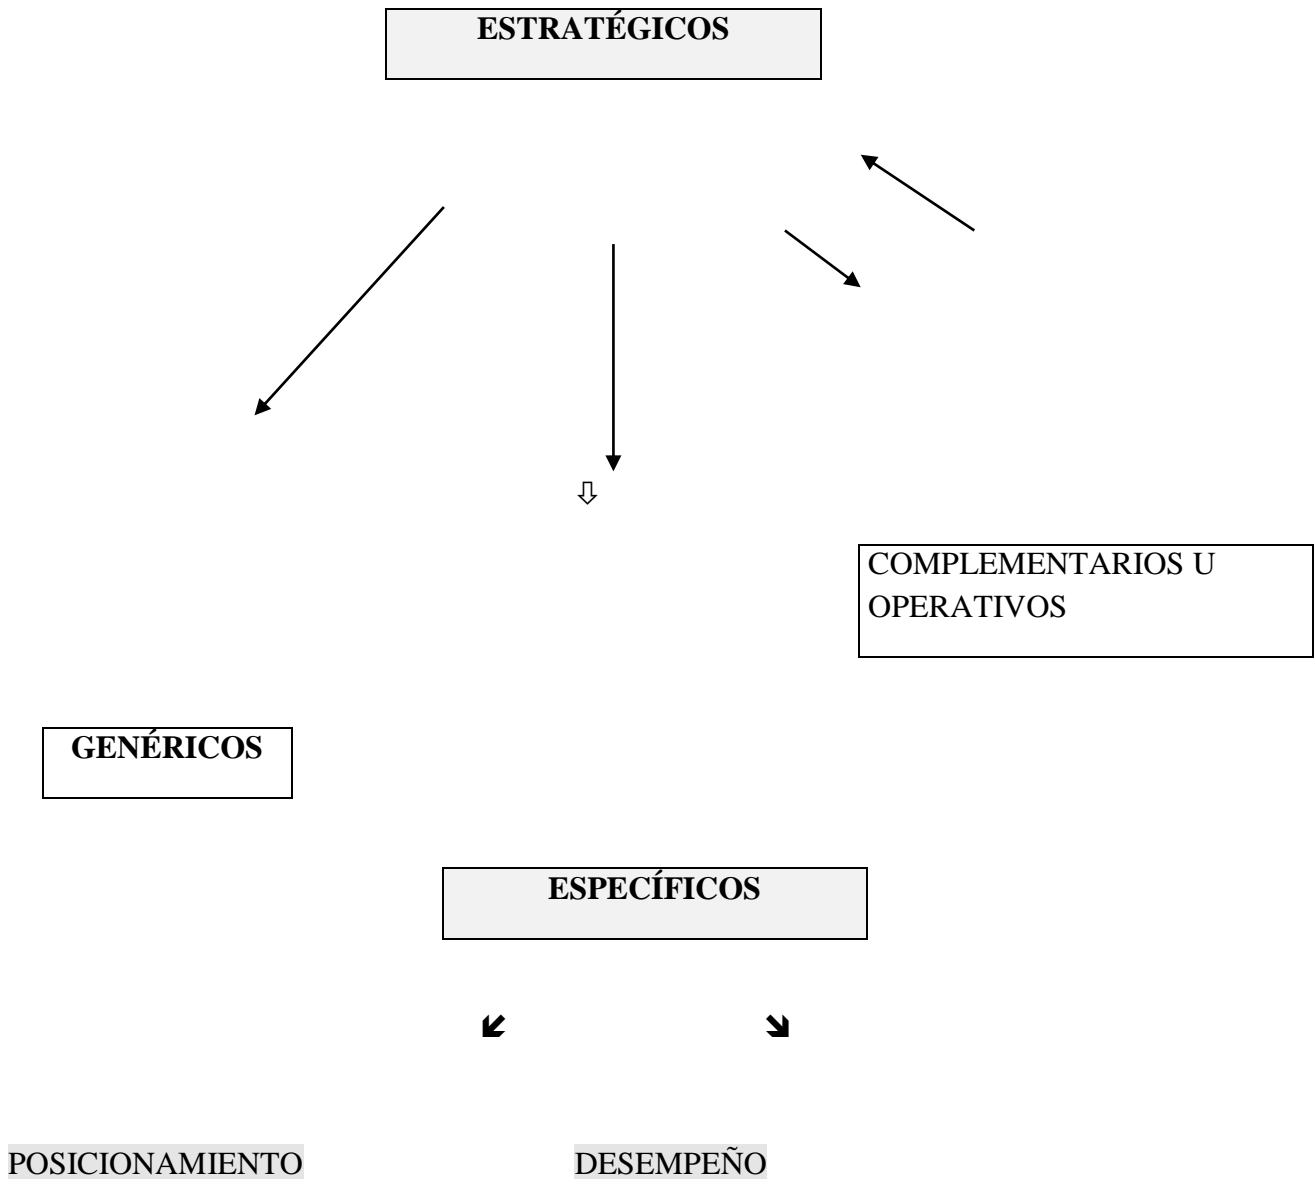 ESTRATÉGICOS
⇩
COMPLEMENTARIOS U
OPERATIVOS
GENÉRICOS
ESPECÍFICOS
POSICIONAMIENTO
DESEMPEÑO